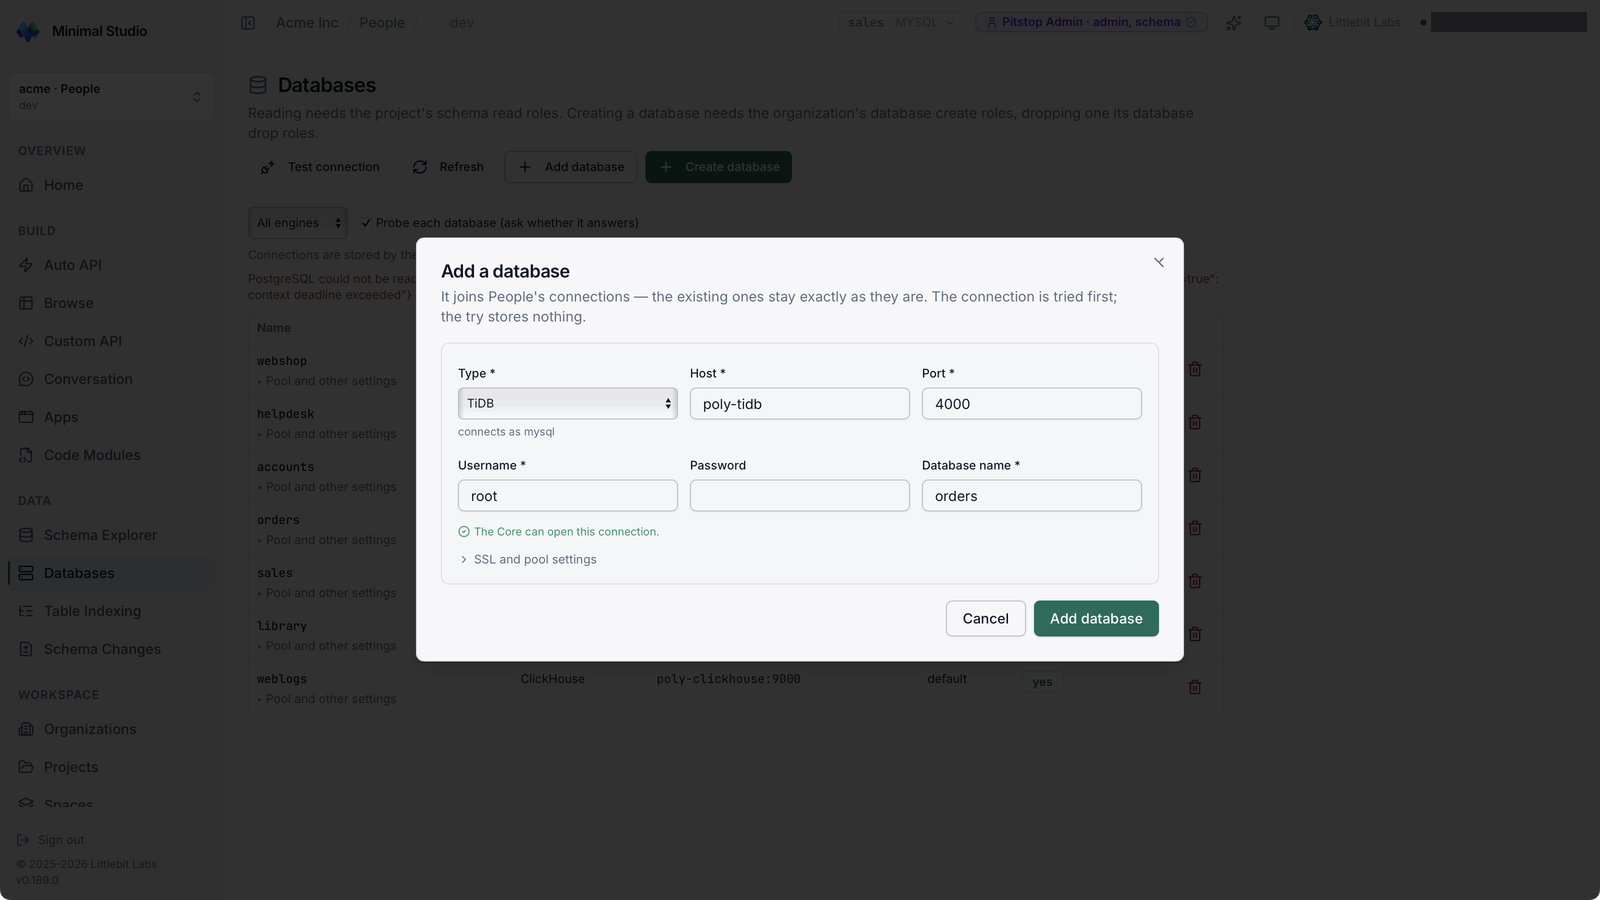 Minimal Studio
Acme Inc / People / dev
sales MYSQL
Pitstop Admin · admin, schema
Littlebit Labs
acme · People
dev
OVERVIEW
Home
BUILD
Auto API
Browse
Custom API
Conversation
Apps
Code Modules
DATA
Schema Explorer
Databases
Table Indexing
Schema Changes
WORKSPACE
Organizations
Projects
Spaces
Sign out
© 2025-2026 Littlebit Labs ·
v0.189.0
Databases
Reading needs the project's schema read roles. Creating a database needs the organization's database create roles, dropping one its database
drop roles.
Test connection
Refresh
Add database
Create database
All engines
Probe each database (ask whether it answers)
Connections are stored by the
PostgreSQL could not be read
true":
context deadline exceeded"}
Name
webshop
Pool and other settings
helpdesk
Pool and other settings
accounts
Pool and other settings
orders
Pool and other settings
sales
Pool and other settings
library
Pool and other settings
weblogs ClickHouse poly-clickhouse:9000 default yes
Pool and other settings
Add a database
It joins People's connections — the existing ones stay exactly as they are. The connection is tried first;
the try stores nothing.
Type * Host * Port *
TiDB poly-tidb 4000
connects as mysql
Username * Password Database name *
root orders
The Core can open this connection.
SSL and pool settings
Cancel
Add database